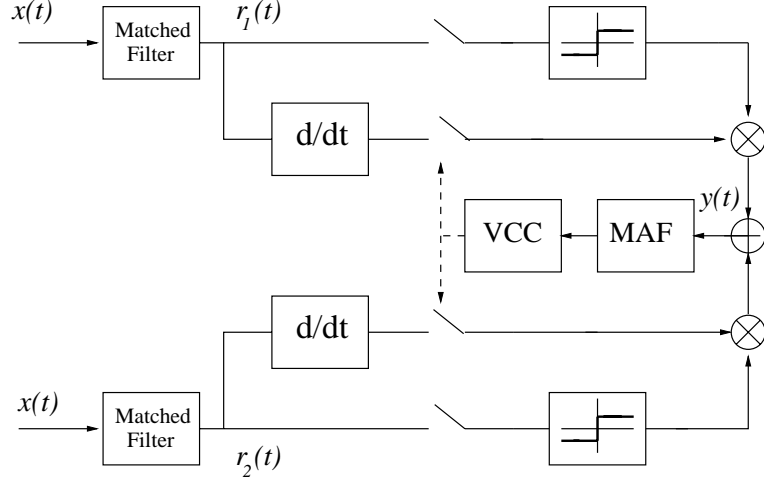 x(t)
Matched
Filter
r1(t)
d/dt
y(t)
VCC
MAF
d/dt
x(t)
Matched
Filter
r2(t)